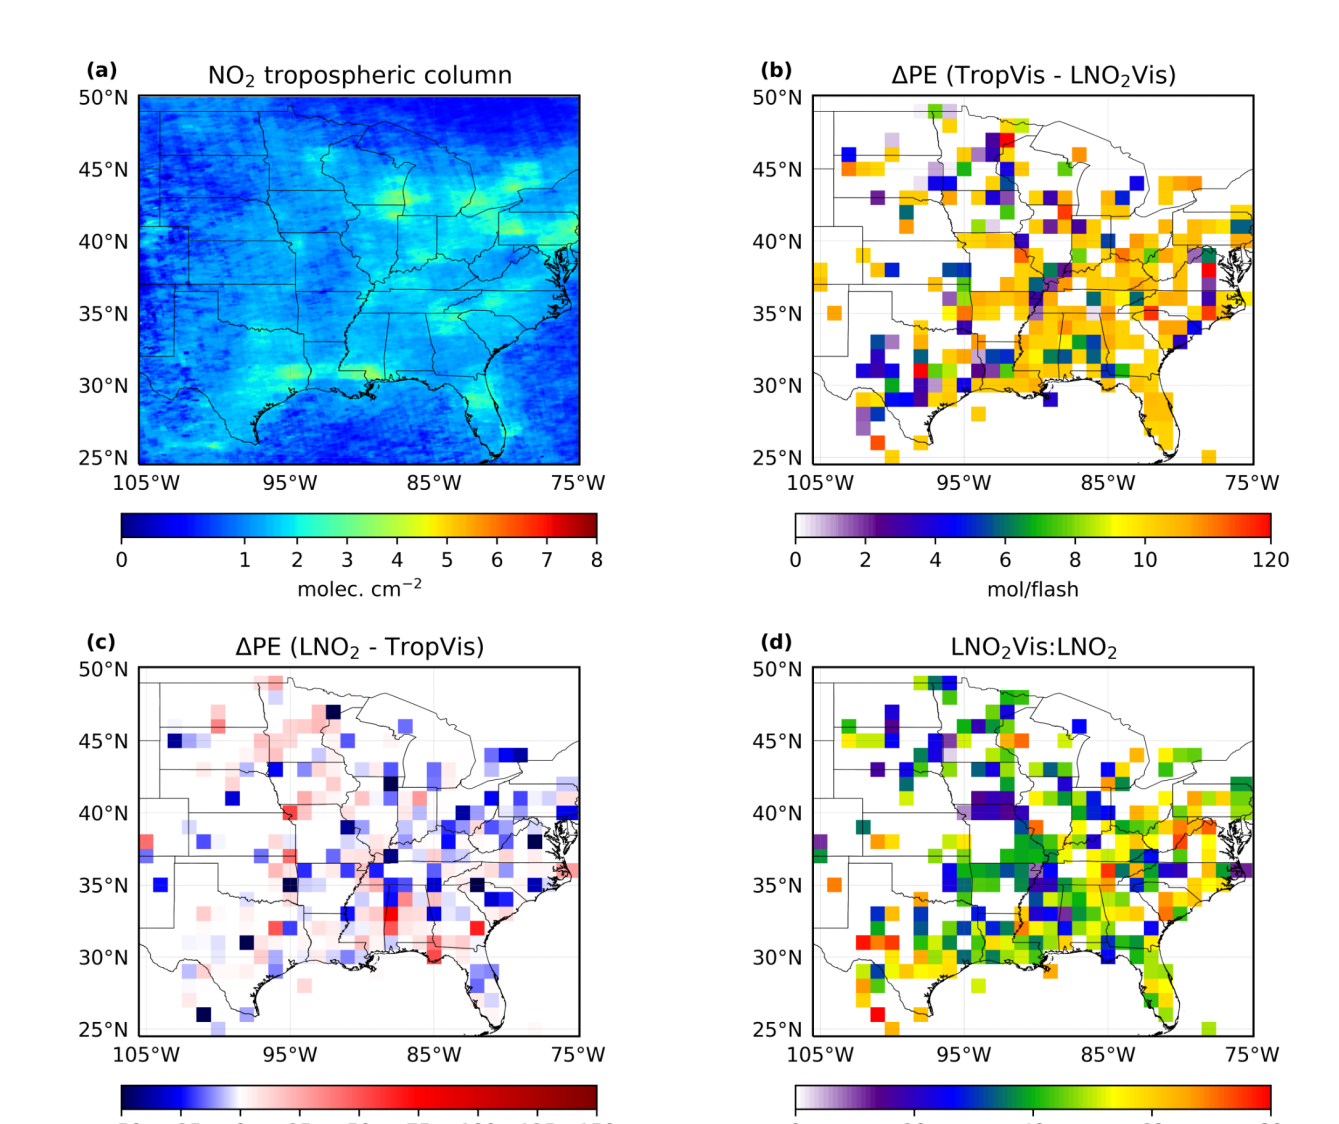 (a) NO₂ tropospheric column
50°N
45°N
40°N
35°N
30°N
25°N
105°W 95°W 85°W 75°W
0 1 2 3 4 5 6 7 8
molec. cm⁻²
(b) ΔPE (TropVis - LNO₂Vis)
50°N
45°N
40°N
35°N
30°N
25°N
105°W 95°W 85°W 75°W
0 2 4 6 8 10 120
mol/flash
(c) ΔPE (LNO₂ - TropVis)
50°N
45°N
40°N
35°N
30°N
25°N
105°W 95°W 85°W 75°W
(d) LNO₂Vis:LNO₂
50°N
45°N
40°N
35°N
30°N
25°N
105°W 95°W 85°W 75°W